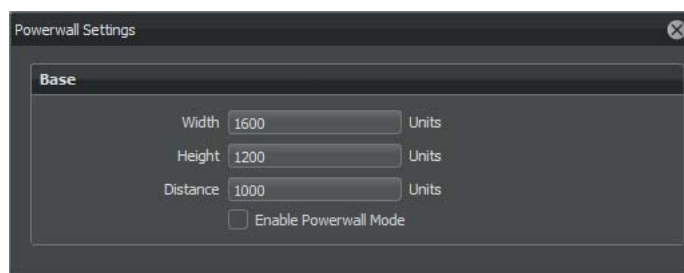 Powerwall Settings
Base
Width 1600 Units
Height 1200 Units
Distance 1000 Units
Enable Powerwall Mode